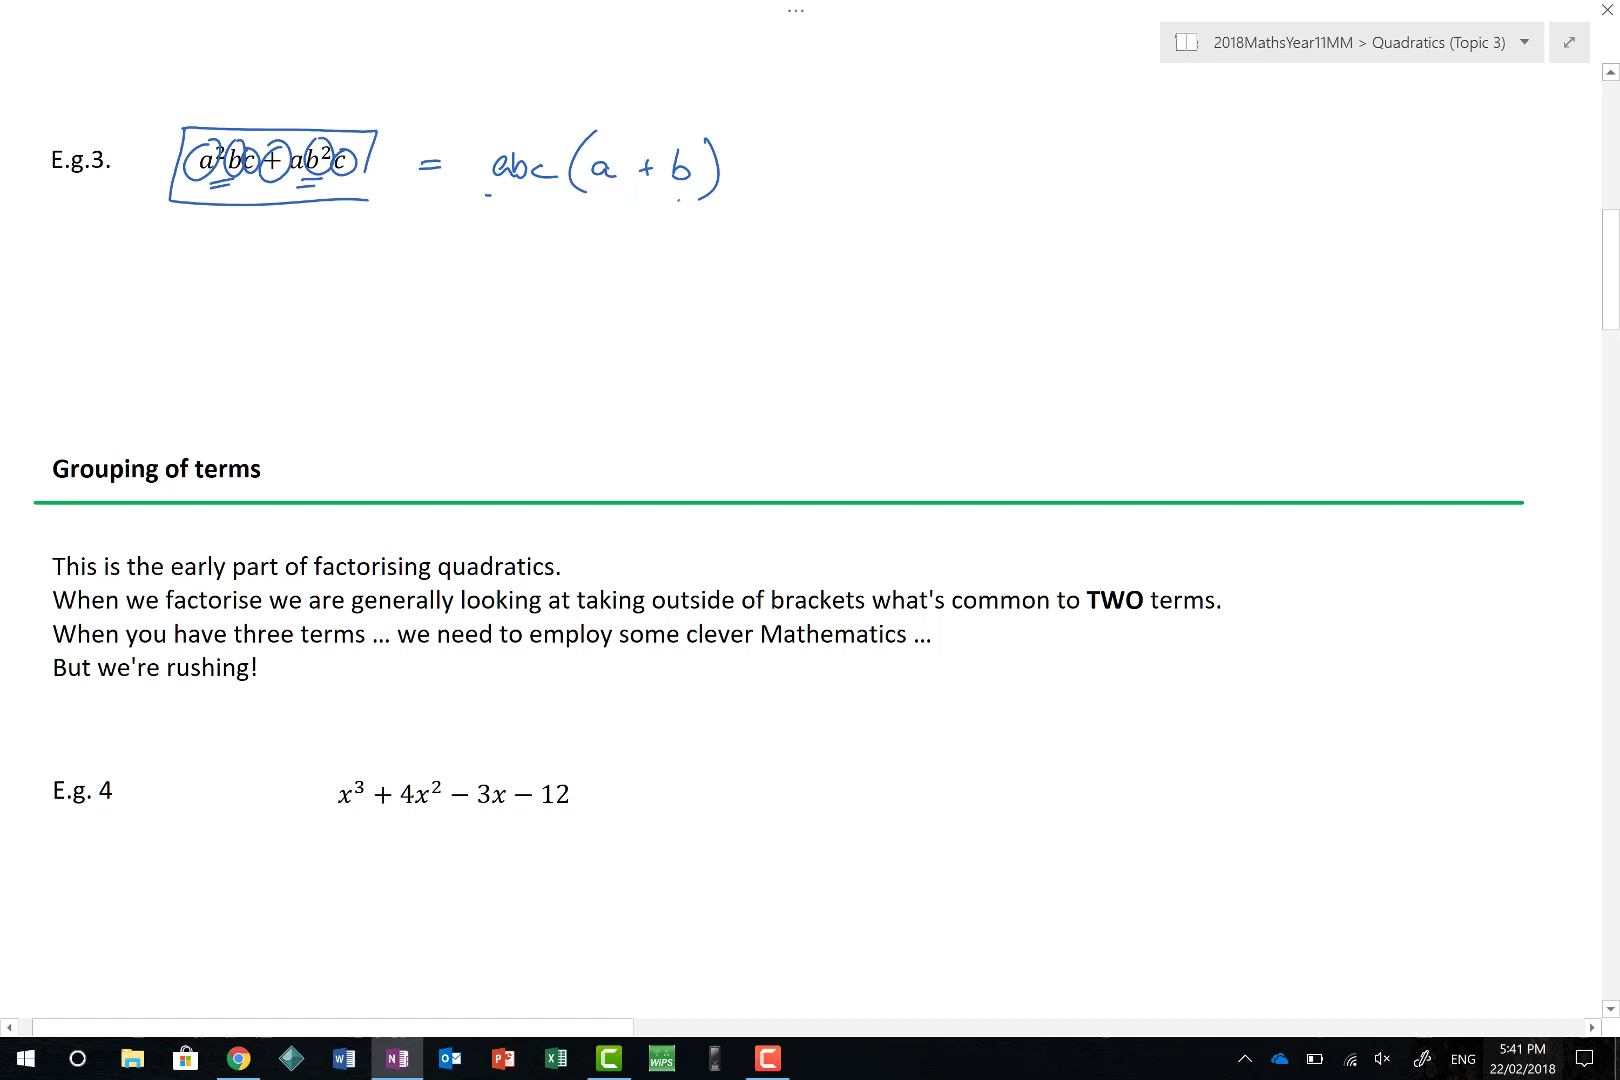 ...
2018MathsYear11MM > Quadratics (Topic 3)
E.g.3. a²bc + ab²c = abc(a + b)
Grouping of terms
This is the early part of factorising quadratics.
When we factorise we are generally looking at taking outside of brackets what's common to TWO terms.
When you have three terms ... we need to employ some clever Mathematics ...
But we're rushing!
E.g. 4 x³ + 4x² − 3x − 12
WiPS
ENG
5:41 PM
22/02/2018